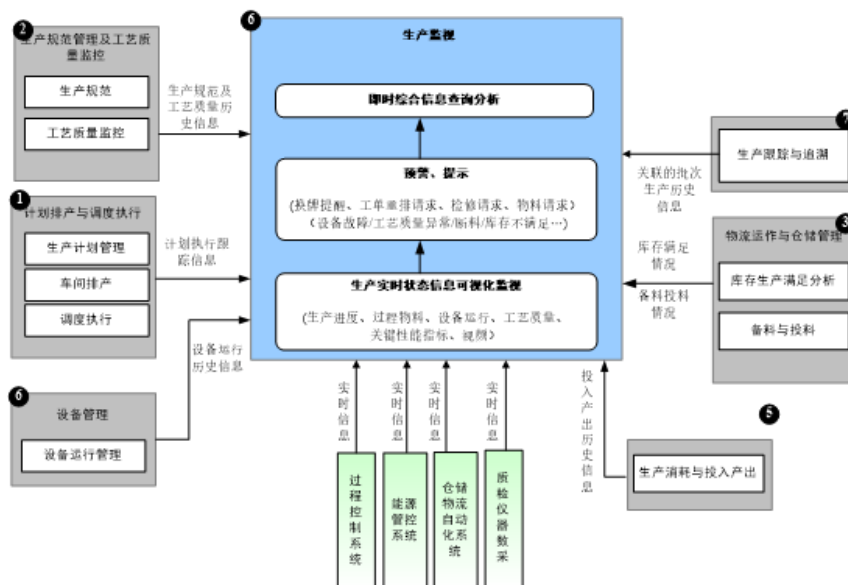 2
生产规范管理及工艺质
量监控
生产规范
工艺质量监控
生产规范及
工艺质量历
史信息
1
计划排产与调度执行
生产计划管理
车间排产
调度执行
计划执行跟
踪信息
设备运行
历史信息
6
设备管理
设备运行管理
6
生产监视
即时综合信息查询分析
预警、提示
(换牌提醒、工单重排请求、检修请求、物料请求)
(设备故障/工艺质量异常/断料/库存不满足…)
生产实时状态信息可视化监视
(生产进度、过程物料、设备运行、工艺质量、
关键性能指标、视频)
实时信息
实时信息
实时信息
实时信息
过程控制系统
能源管控系统
仓储物流自动化系统
质检仪器数采
7
生产跟踪与追溯
关联的批次
生产历史
信息
3
物流运作与仓储管理
库存生产满足分析
备料与投料
库存满足
情况
备料投料
情况
投入产出历史信息
5
生产消耗与投入产出